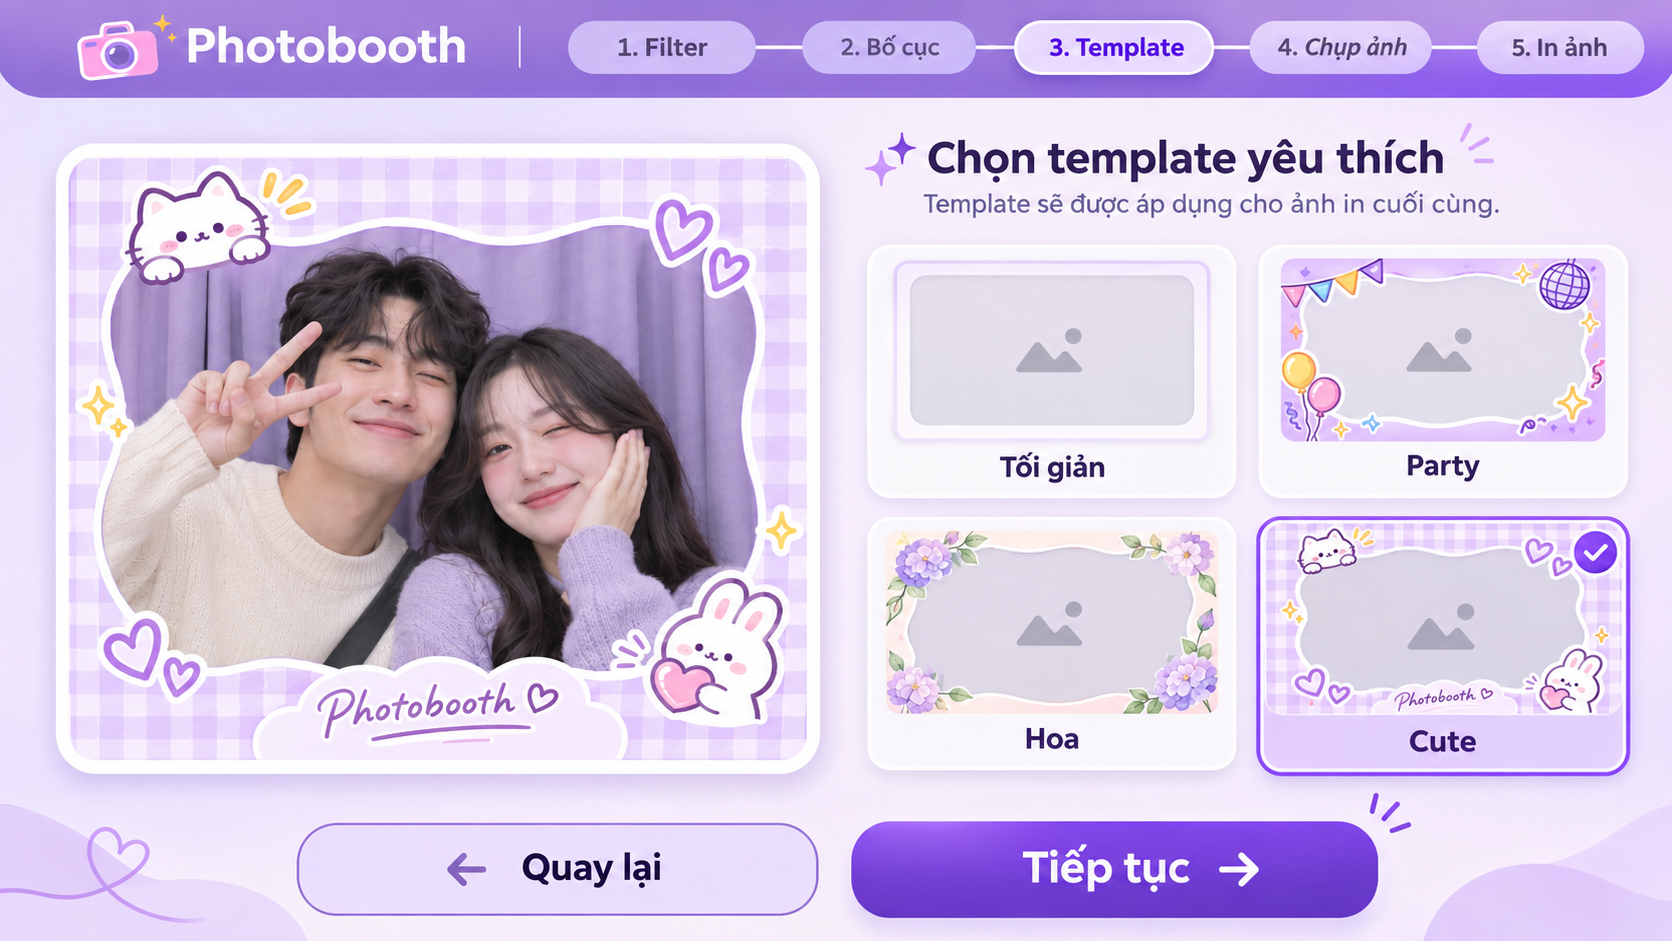 Photobooth
1. Filter
2. Bố cục
3. Template
4. Chụp ảnh
5. In ảnh
Chọn template yêu thích
Template sẽ được áp dụng cho ảnh in cuối cùng.
Photobooth
Tối giản
Party
Hoa
Photobooth
Cute
Quay lại
Tiếp tục